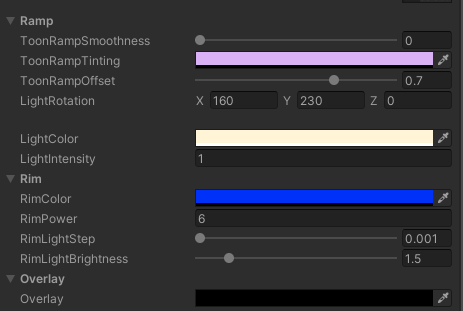 Ramp
ToonRampSmoothness 0
ToonRampTinting
ToonRampOffset 0.7
LightRotation X 160 Y 230 Z 0
LightColor
LightIntensity 1
Rim
RimColor
RimPower 6
RimLightStep 0.001
RimLightBrightness 1.5
Overlay
Overlay